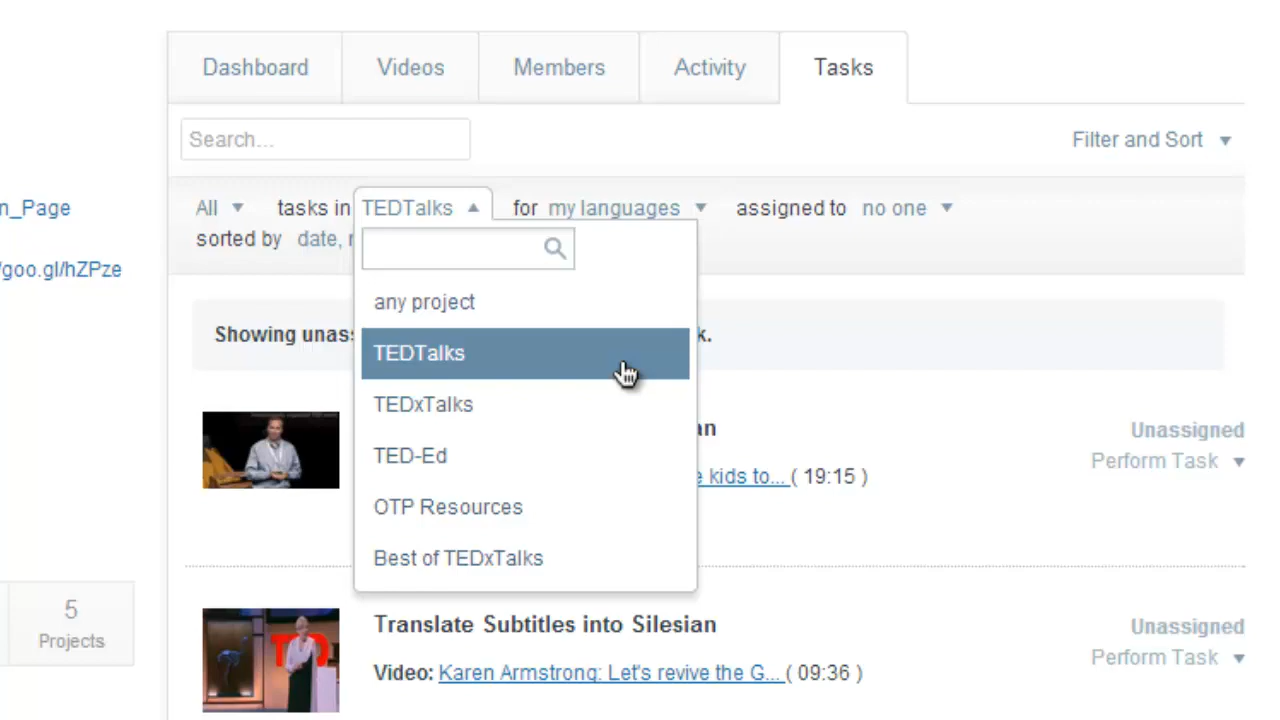 Dashboard Videos Members Activity Tasks
Search...
Filter and Sort
n_Page
All tasks in TEDTalks for my languages assigned to no one
sorted by date,
/goo.gl/hZPze
any project
Showing unass k.
TEDTalks
TEDxTalks
an
Unassigned
TED-Ed
Perform Task
e kids to... ( 19:15 )
OTP Resources
Best of TEDxTalks
5
Projects
Translate Subtitles into Silesian
Unassigned
Video: Karen Armstrong: Let's revive the G... ( 09:36 )
Perform Task